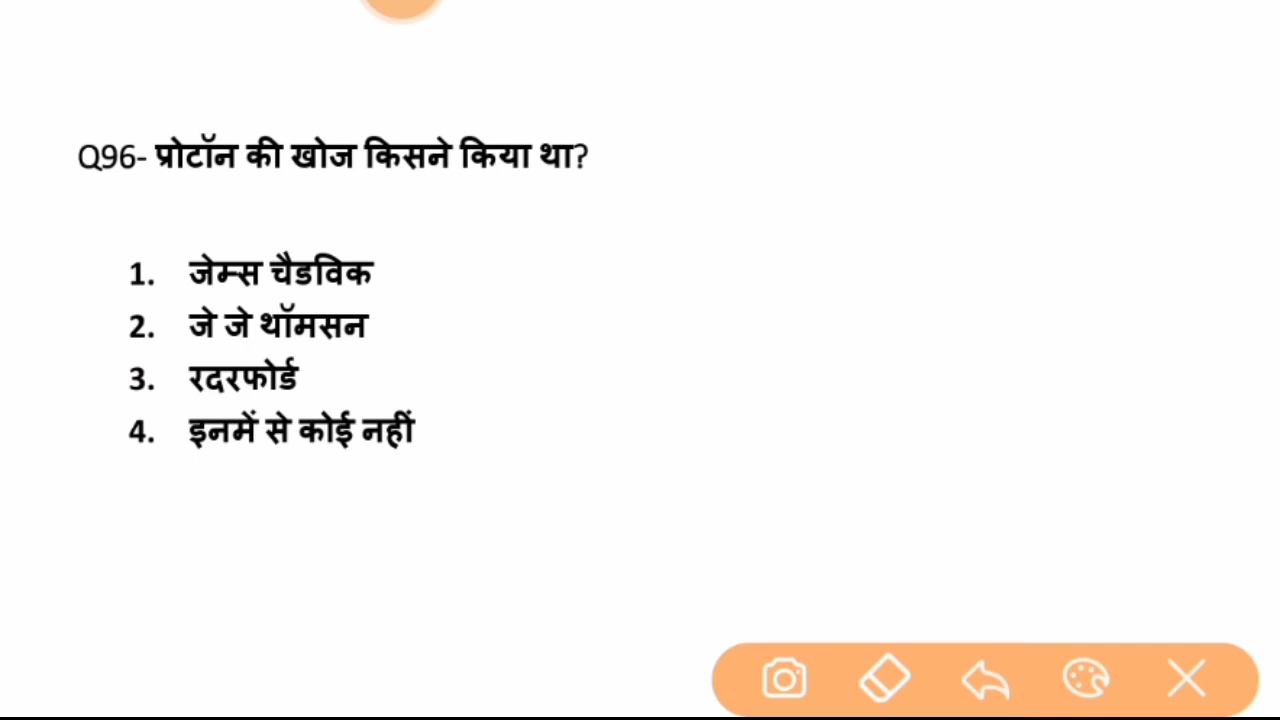 Q96- प्रोटॉन की खोज किसने किया था?
1. जेम्स चैडविक
2. जे जे थॉमसन
3. रदरफोर्ड
4. इनमें से कोई नहीं